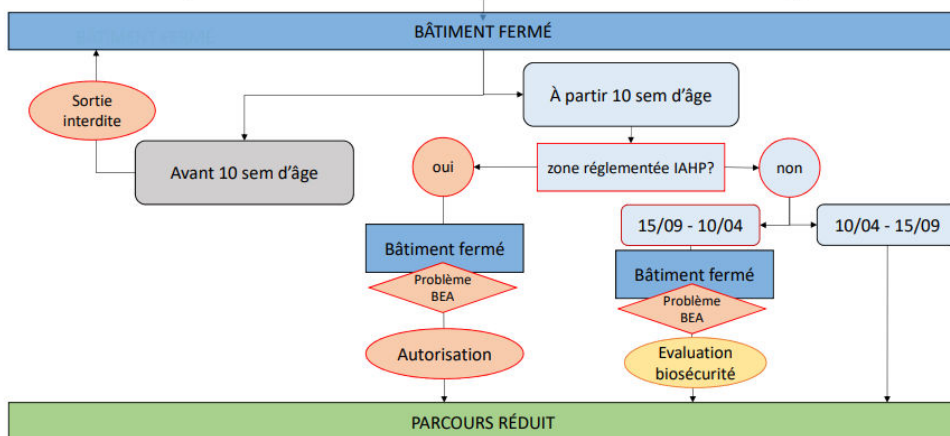 BÂTIMENT FERMÉ
Sortie
interdite
À partir 10 sem d’âge
Avant 10 sem d’âge
oui
zone réglementée IAHP?
non
15/09 - 10/04
10/04 - 15/09
Bâtiment fermé
Problème
BEA
Autorisation
Bâtiment fermé
Problème
BEA
Evaluation
biosécurité
PARCOURS RÉDUIT